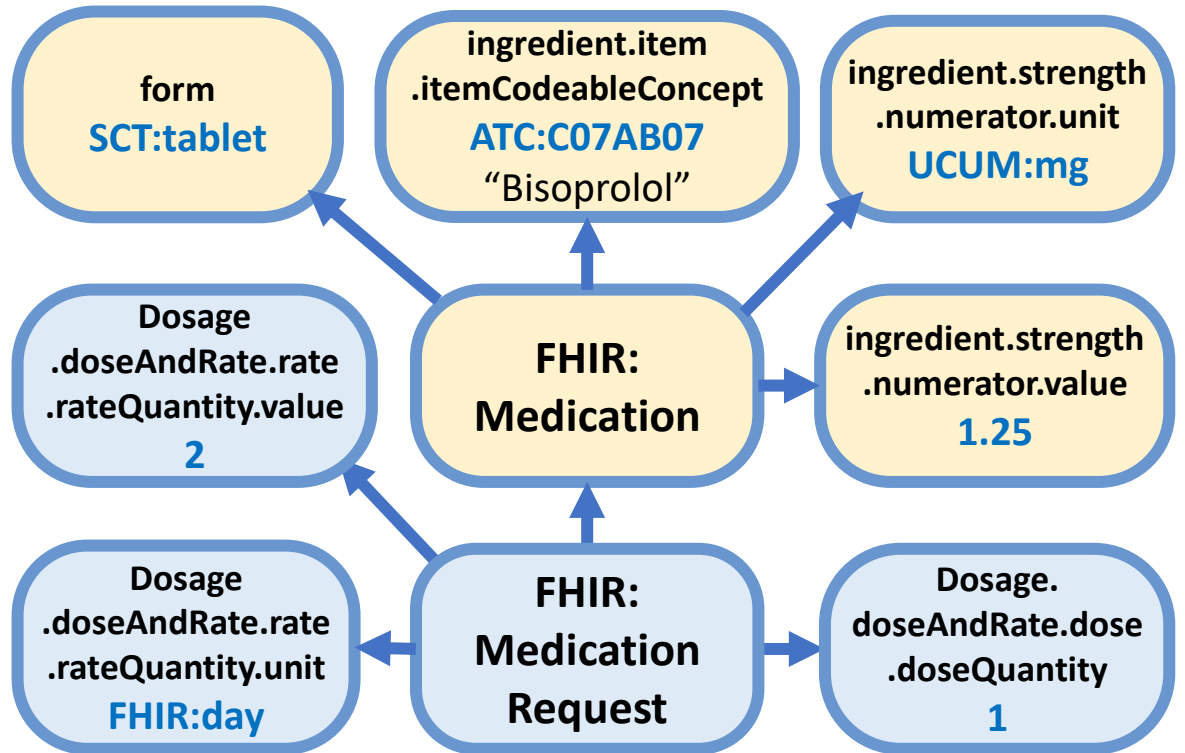 form
SCT:tablet
ingredient.item
.itemCodeableConcept
ATC:C07AB07
“Bisoprolol”
ingredient.strength
.numerator.unit
UCUM:mg
Dosage
.doseAndRate.rate
.rateQuantity.value
2
FHIR:
Medication
ingredient.strength
.numerator.value
1.25
Dosage
.doseAndRate.rate
.rateQuantity.unit
FHIR:day
FHIR:
Medication
Request
Dosage.
doseAndRate.dose
.doseQuantity
1